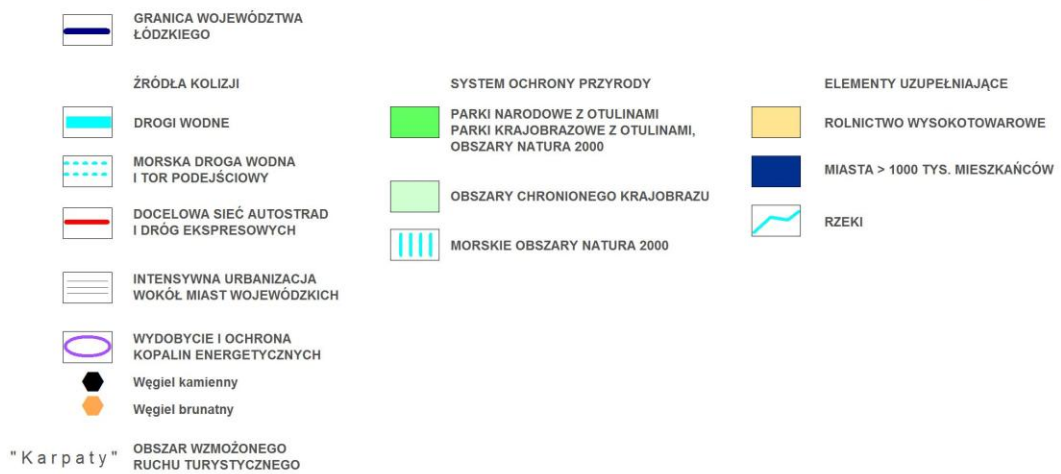 GRANICA WOJEWÓDZTWA
ŁÓDZKIEGO
ŹRÓDŁA KOLIZJI
DROGI WODNE
MORSKA DROGA WODNA
I TOR PODEJŚCIOWY
DOCELOWA SIEĆ AUTOSTRAD
I DRÓG EKSPRESOWYCH
INTENSYWNA URBANIZACJA
WOKÓŁ MIAST WOJEWÓDZKICH
WYDOBYCIE I OCHRONA
KOPALIN ENERGETYCZNYCH
Węgiel kamienny
Węgiel brunatny
"Karpaty"
OBSZAR WZMOŻONEGO
RUCHU TURYSTYCZNEGO
SYSTEM OCHRONY PRZYRODY
PARKI NARODOWE Z OTULINAMI
PARKI KRAJOBRAZOWE Z OTULINAMI,
OBSZARY NATURA 2000
OBSZARY CHRONIONEGO KRAJOBRAZU
MORSKIE OBSZARY NATURA 2000
ELEMENTY UZUPEŁNIAJĄCE
ROLNICTWO WYSOKOTOWAROWE
MIASTA > 1000 TYS. MIESZKAŃCÓW
RZEKI